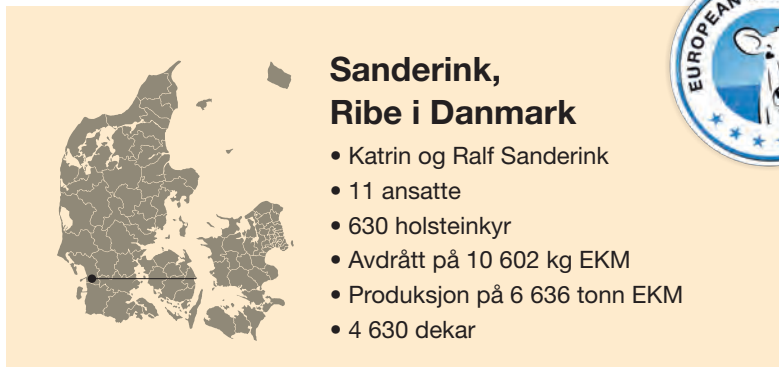 Sanderink,
Ribe i Danmark
• Katrin og Ralf Sanderink
• 11 ansatte
• 630 holsteinkyr
• Avdrått på 10 602 kg EKM
• Produksjon på 6 636 tonn EKM
• 4 630 dekar
EUROPEAN